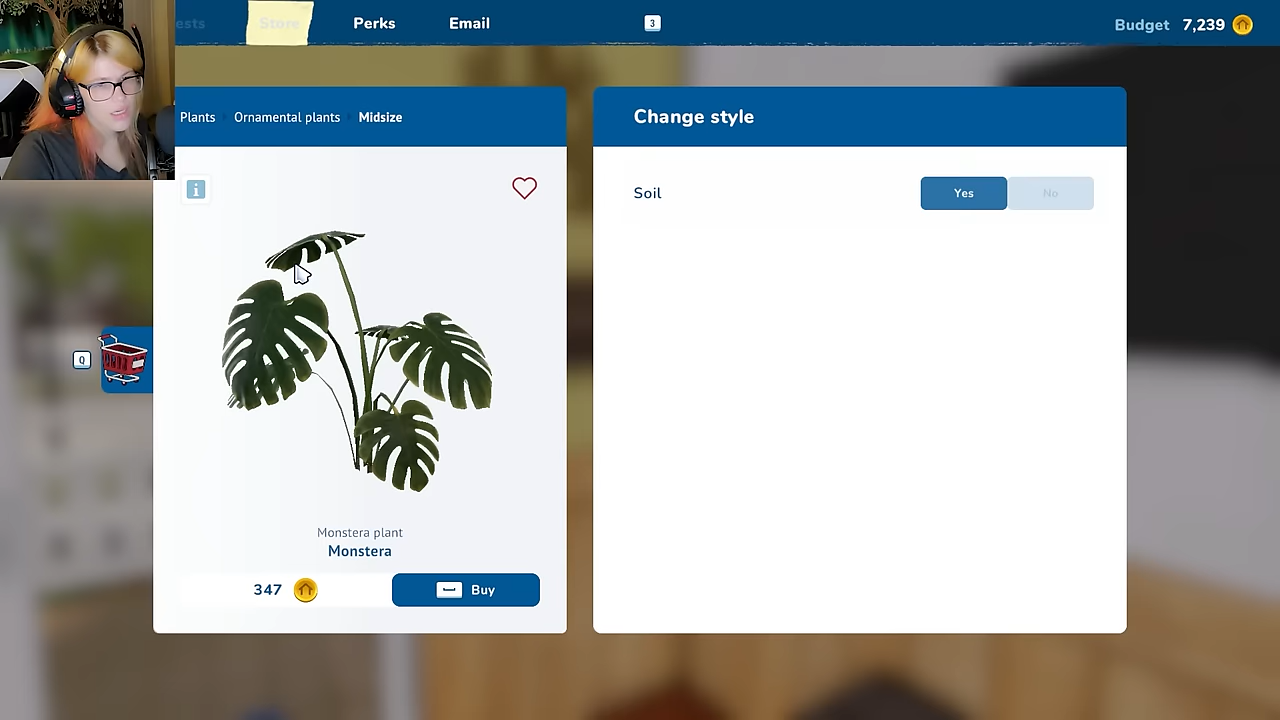 Store
Perks
Email
3
Budget 7,239
Plants Ornamental plants Midsize
Change style
i
Soil
Yes
No
Q
Monstera plant
Monstera
347
Buy